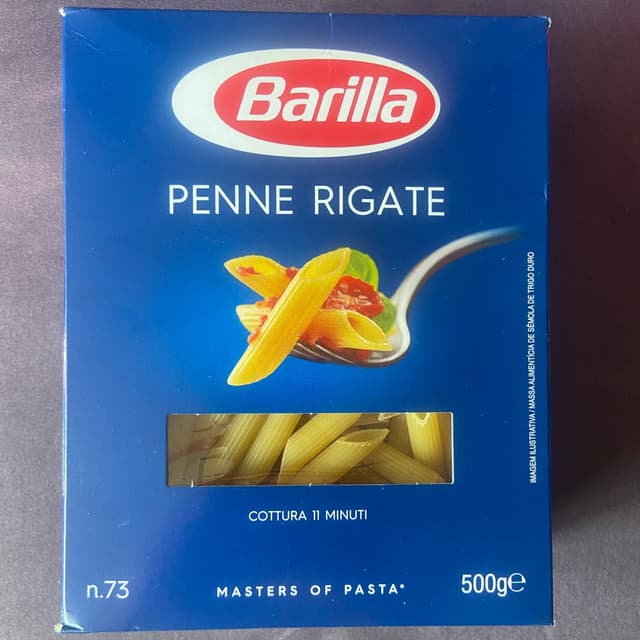 Barilla
PENNE RIGATE
IMAGEM ILUSTRATIVA / MASSA ALIMENTÍCIA DE SÊMOLA DE TRIGO DURO
COTTURA 11 MINUTI
n.73
MASTERS OF PASTA*
500g℮